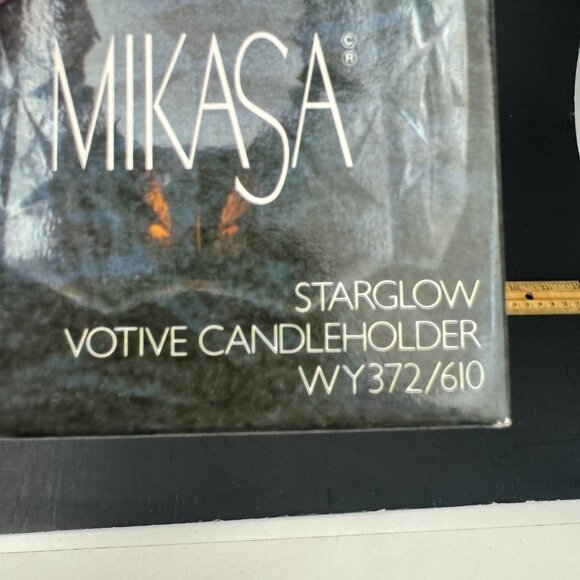 MIKASA ©®
STARGLOW
VOTIVE CANDLEHOLDER
WY372/610